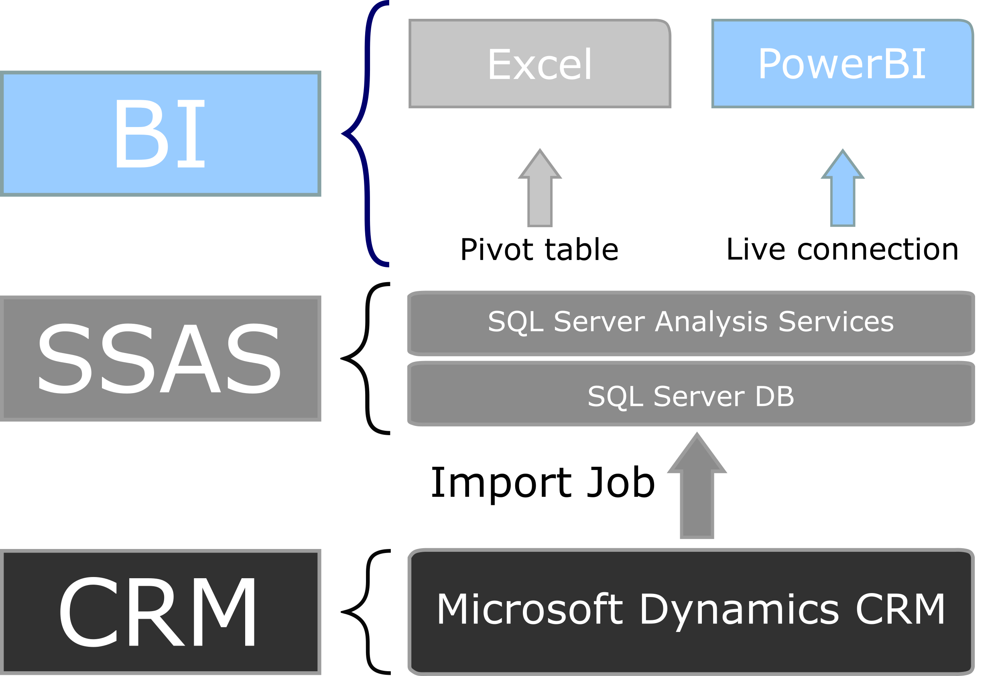 BI
Excel
PowerBI
Pivot table
Live connection
SSAS
SQL Server Analysis Services
SQL Server DB
Import Job
CRM
Microsoft Dynamics CRM